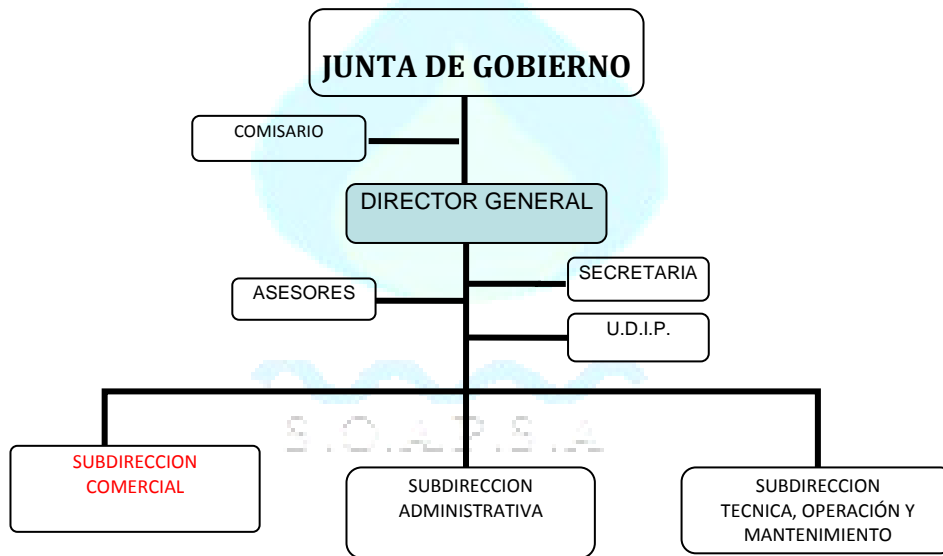 JUNTA DE GOBIERNO
COMISARIO
DIRECTOR GENERAL
SECRETARIA
ASESORES
U.D.I.P.
S.O.A.P.S.A
SUBDIRECCION
COMERCIAL
SUBDIRECCION
ADMINISTRATIVA
SUBDIRECCION
TECNICA, OPERACIÓN Y
MANTENIMIENTO